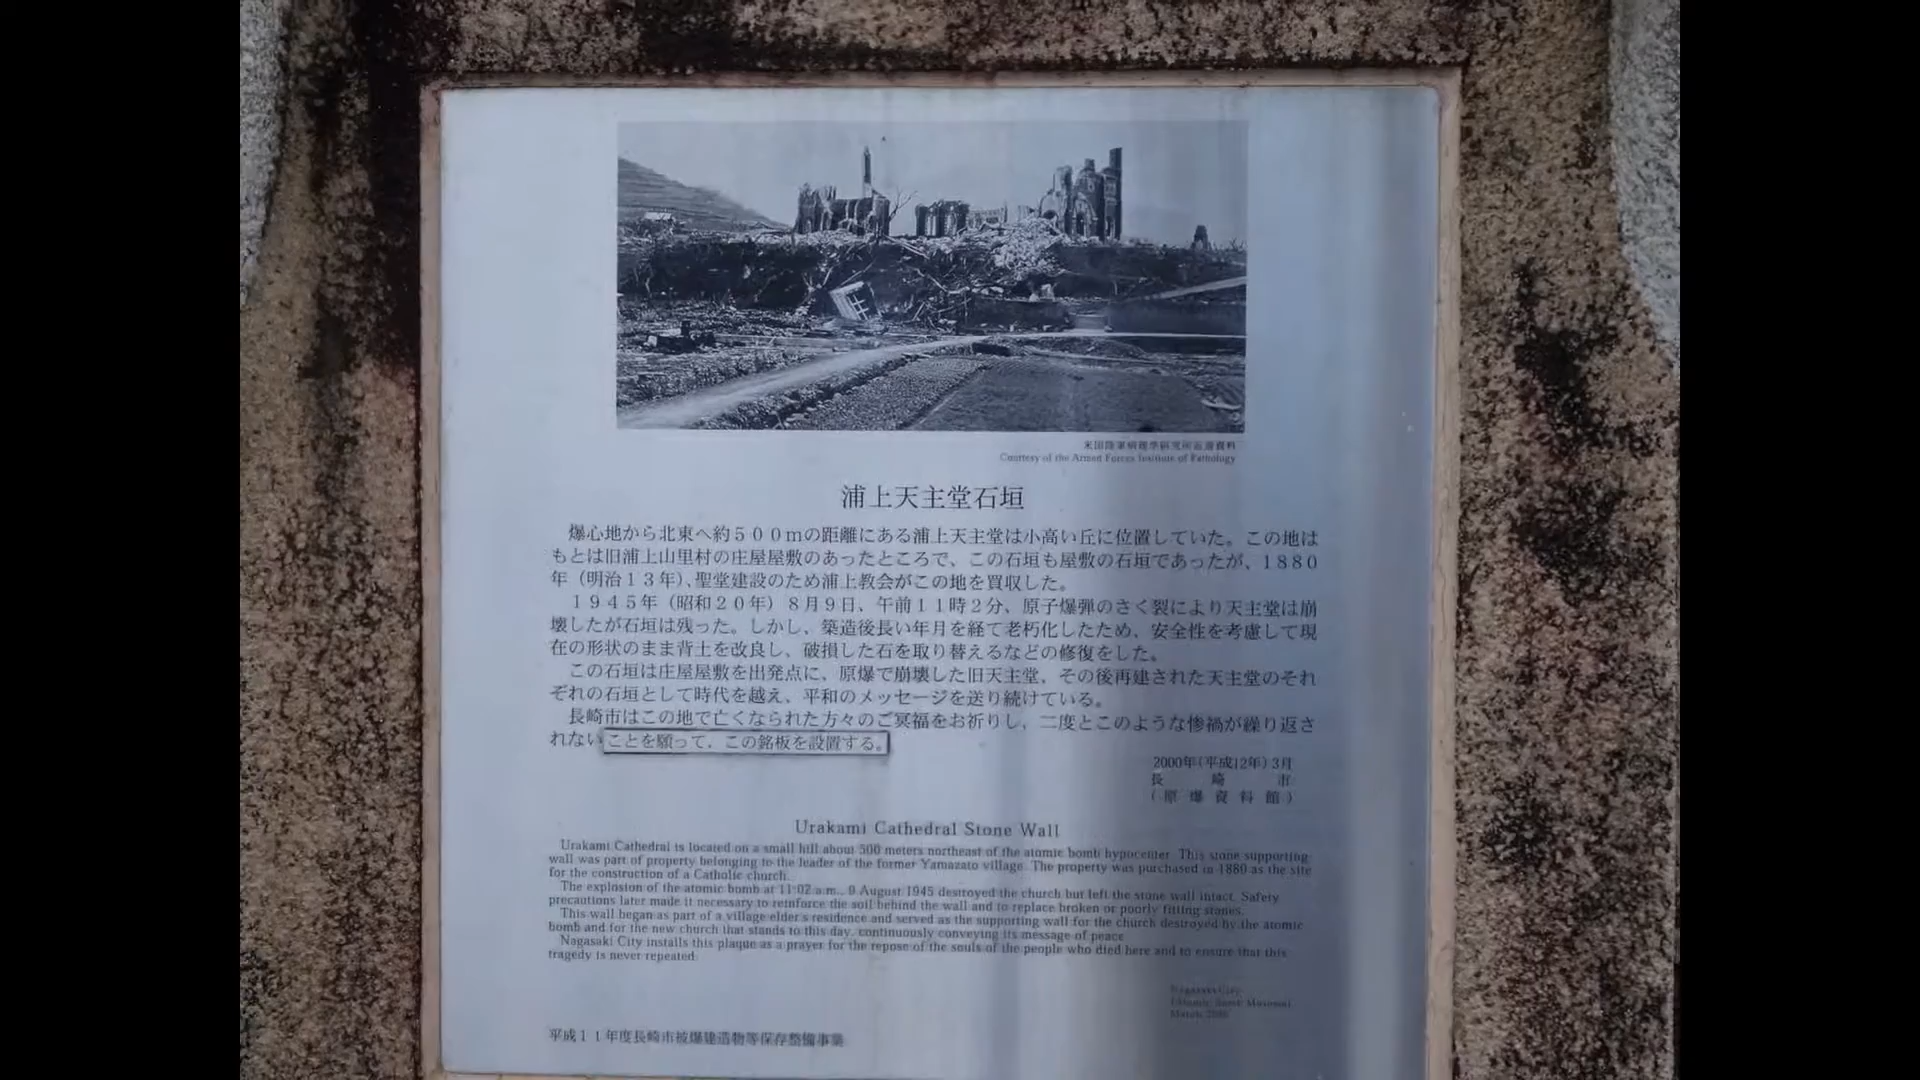 米国陸軍病理学研究所返還資料
Courtesy of the Armed Forces Institute of Pathology
浦上天主堂石垣
爆心地から北東へ約５００ｍの距離にある浦上天主堂は小高い丘に位置していた。この地は
もとは旧浦上山里村の庄屋屋敷のあったところで、この石垣も屋敷の石垣であったが、１８８０
年（明治１３年）、聖堂建設のため浦上教会がこの地を買収した。
１９４５年（昭和２０年）８月９日、午前１１時２分、原子爆弾のさく裂により天主堂は崩
壊したが石垣は残った。しかし、築造後長い年月を経て老朽化したため、安全性を考慮して現
在の形状のまま背土を改良し、破損した石を取り替えるなどの修復をした。
この石垣は庄屋屋敷を出発点に、原爆で崩壊した旧天主堂、その後再建された天主堂のそれ
ぞれの石垣として時代を越え、平和のメッセージを送り続けている。
長崎市はこの地で亡くなられた方々のご冥福をお祈りし、二度とこのような惨禍が繰り返さ
れないことを願って、この銘板を設置する。
2000年(平成12年)3月
長崎市
(原爆資料館)
Urakami Cathedral Stone Wall
Urakami Cathedral is located on a small hill about 500 meters northeast of the atomic bomb hypocenter. This stone supporting
wall was part of property belonging to the leader of the former Yamazato village. The property was purchased in 1880 as the site
for the construction of a Catholic church.
The explosion of the atomic bomb at 11:02 a.m., 9 August 1945 destroyed the church but left the stone wall intact. Safety
precautions later made it necessary to reinforce the soil behind the wall and to replace broken or poorly fitting stones.
This wall began as part of a village elder's residence and served as the supporting wall for the church destroyed by the atomic
bomb and for the new church that stands to this day, continuously conveying its message of peace.
Nagasaki City installs this plaque as a prayer for the repose of the souls of the people who died here and to ensure that this
tragedy is never repeated.
Nagasaki City
Atomic Bomb Museum
March 2000
平成１１年度長崎市被爆建造物等保存整備事業